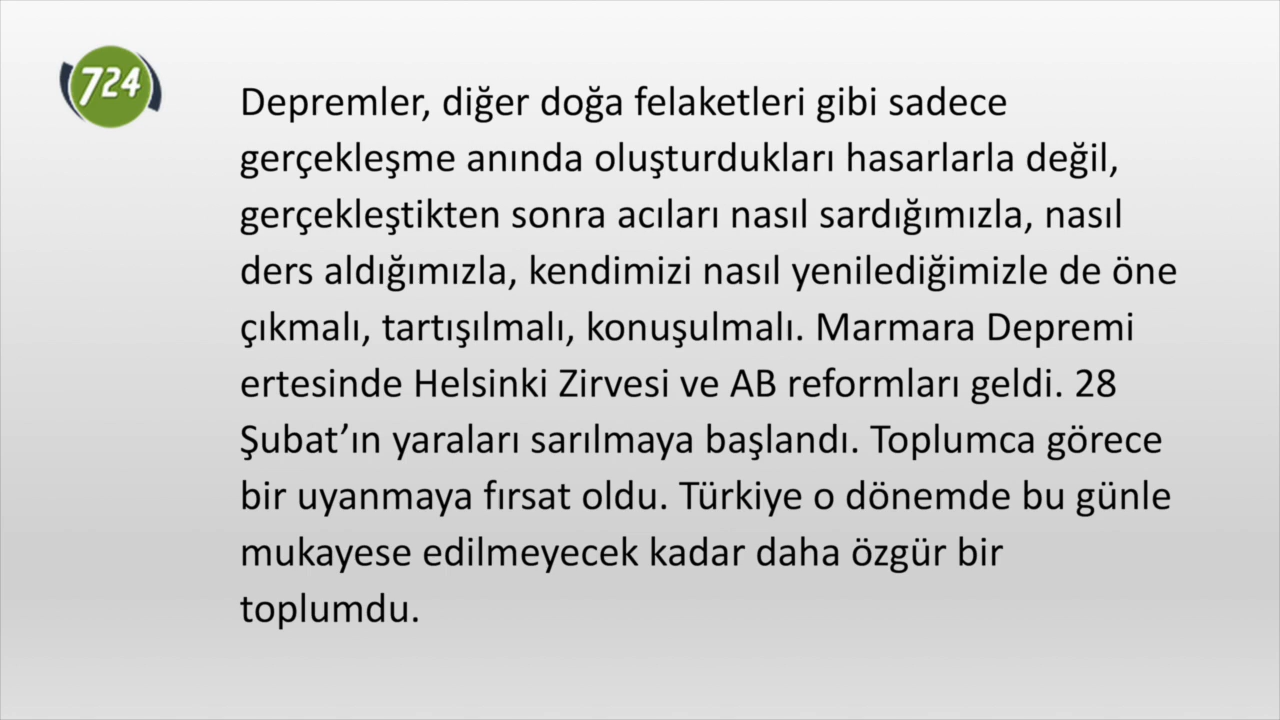 724
Depremler, diğer doğa felaketleri gibi sadece
gerçekleşme anında oluşturdukları hasarlarla değil,
gerçekleştikten sonra acıları nasıl sardığımızla, nasıl
ders aldığımızla, kendimizi nasıl yenilediğimizle de öne
çıkmalı, tartışılmalı, konuşulmalı. Marmara Depremi
ertesinde Helsinki Zirvesi ve AB reformları geldi. 28
Şubat’ın yaraları sarılmaya başlandı. Toplumca görece
bir uyanmaya fırsat oldu. Türkiye o dönemde bu günle
mukayese edilmeyecek kadar daha özgür bir
toplumdu.